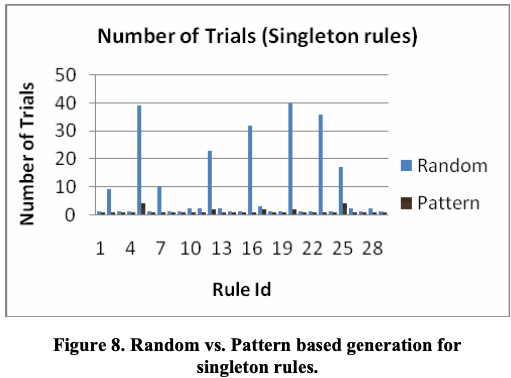 Number of Trials (Singleton rules)
Number of Trials
50
40
30
20
10
0
1 4 7 10 13 16 19 22 25 28
Rule Id
Random
Pattern
Figure 8. Random vs. Pattern based generation for
singleton rules.